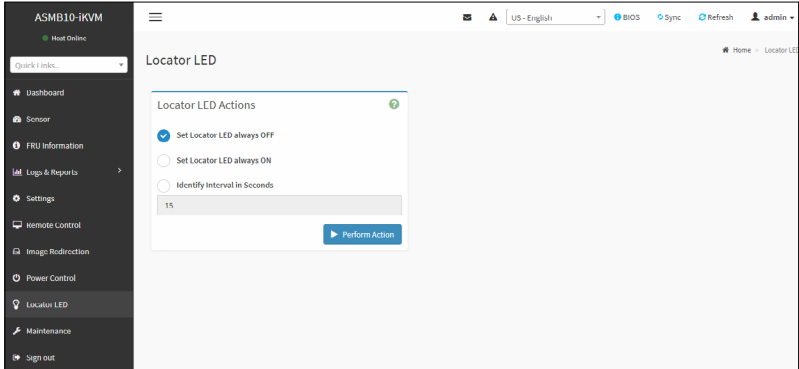 ASMB10-iKVM
Host Online
Quick Links...
Dashboard
Sensor
FRU Information
Logs & Reports
Settings
Remote Control
Image Redirection
Power Control
Locator LED
Maintenance
Sign out
US - English
BIOS
Sync
Refresh
admin
Home > Locator LED
Locator LED
Locator LED Actions
Set Locator LED always OFF
Set Locator LED always ON
Identify Interval in Seconds
15
Perform Action